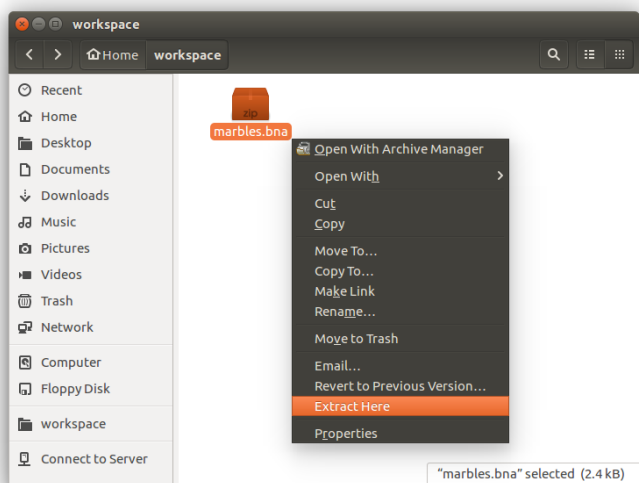 workspace
Home workspace
Recent
Home
Desktop
Documents
Downloads
Music
Pictures
Videos
Trash
Network
Computer
Floppy Disk
workspace
Connect to Server
zip
marbles.bna
Open With Archive Manager
Open With
Cut
Copy
Move To…
Copy To…
Make Link
Rename…
Move to Trash
Email…
Revert to Previous Version…
Extract Here
Properties
“marbles.bna” selected (2.4 kB)